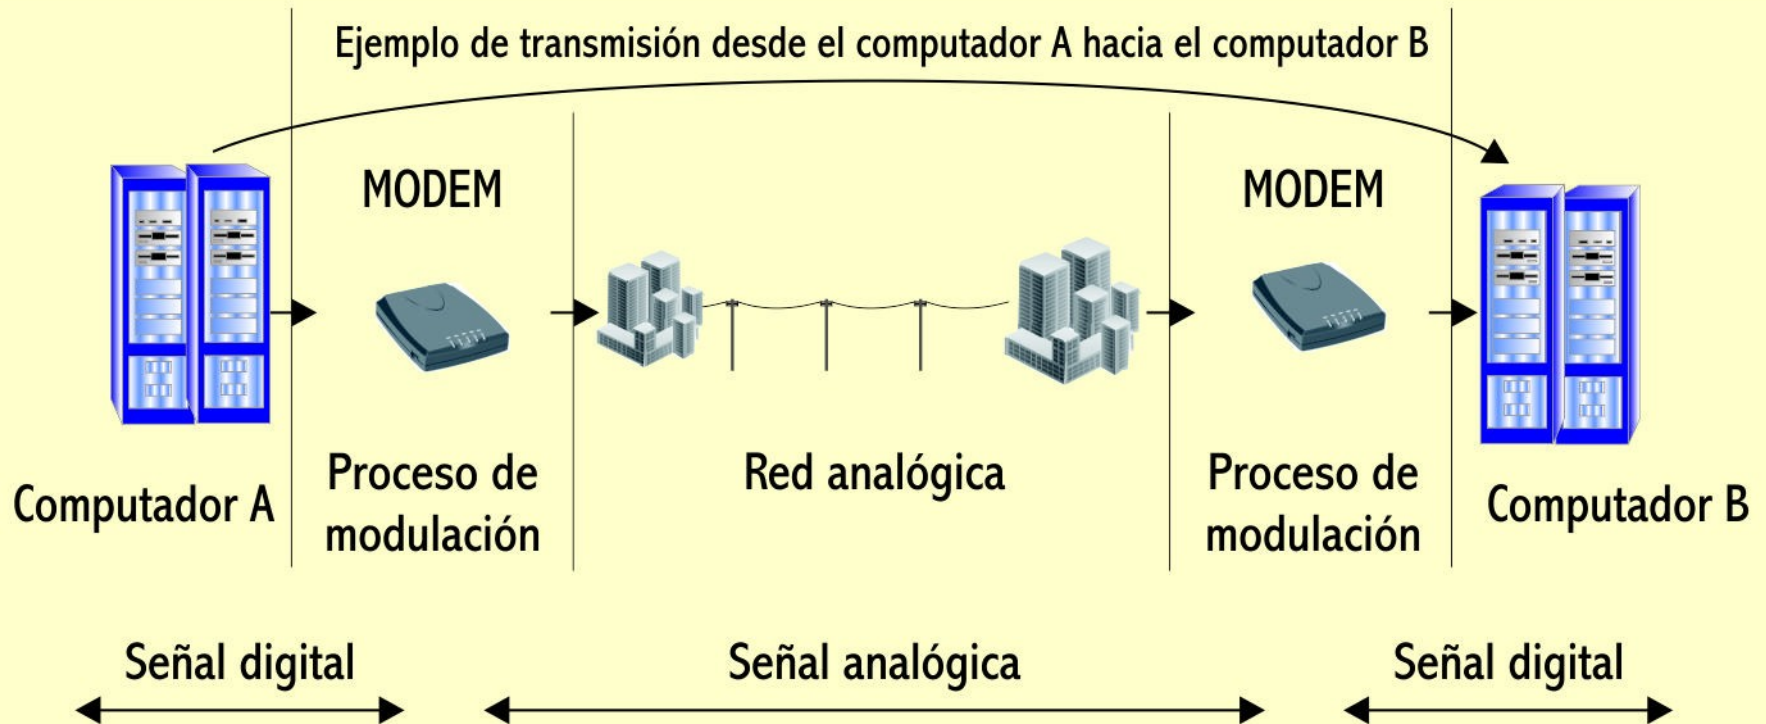 Ejemplo de transmisión desde el computador A hacia el computador B
MODEM
MODEM
Computador A
Proceso de
modulación
Red analógica
Proceso de
modulación
Computador B
Señal digital
Señal analógica
Señal digital